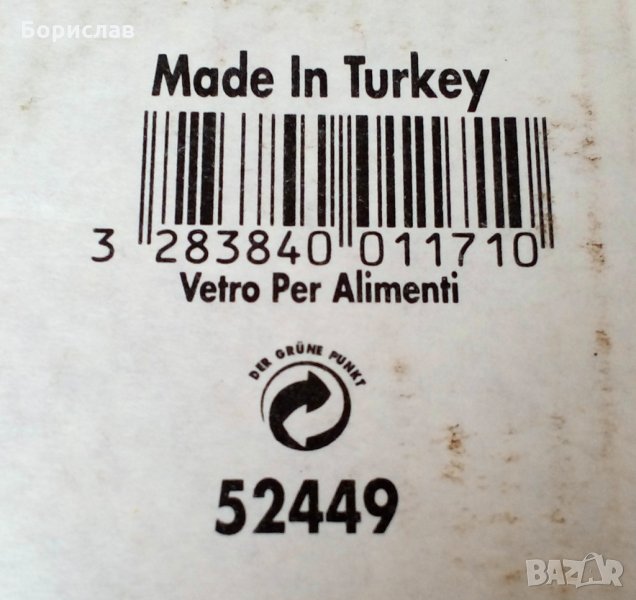 Борислав
Made In Turkey
3 283840 011710
Vetro Per Alimenti
DER GRÜNE PUNKT
52449
BAZAR